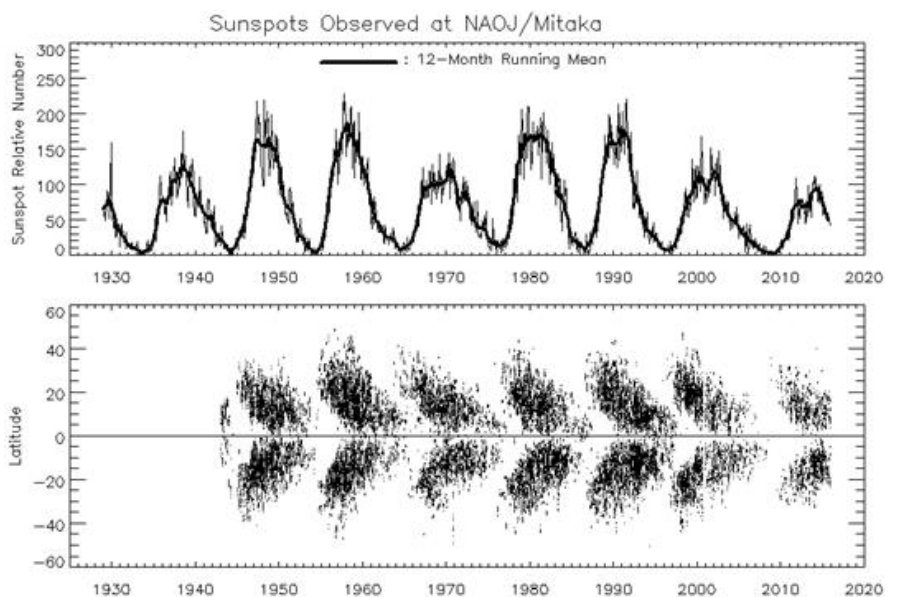 Sunspots Observed at NAOJ/Mitaka
Sunspot Relative Number
300
250
200
150
100
50
0
: 12-Month Running Mean
1930 1940 1950 1960 1970 1980 1990 2000 2010 2020
Latitude
60
40
20
0
-20
-40
-60
1930 1940 1950 1960 1970 1980 1990 2000 2010 2020